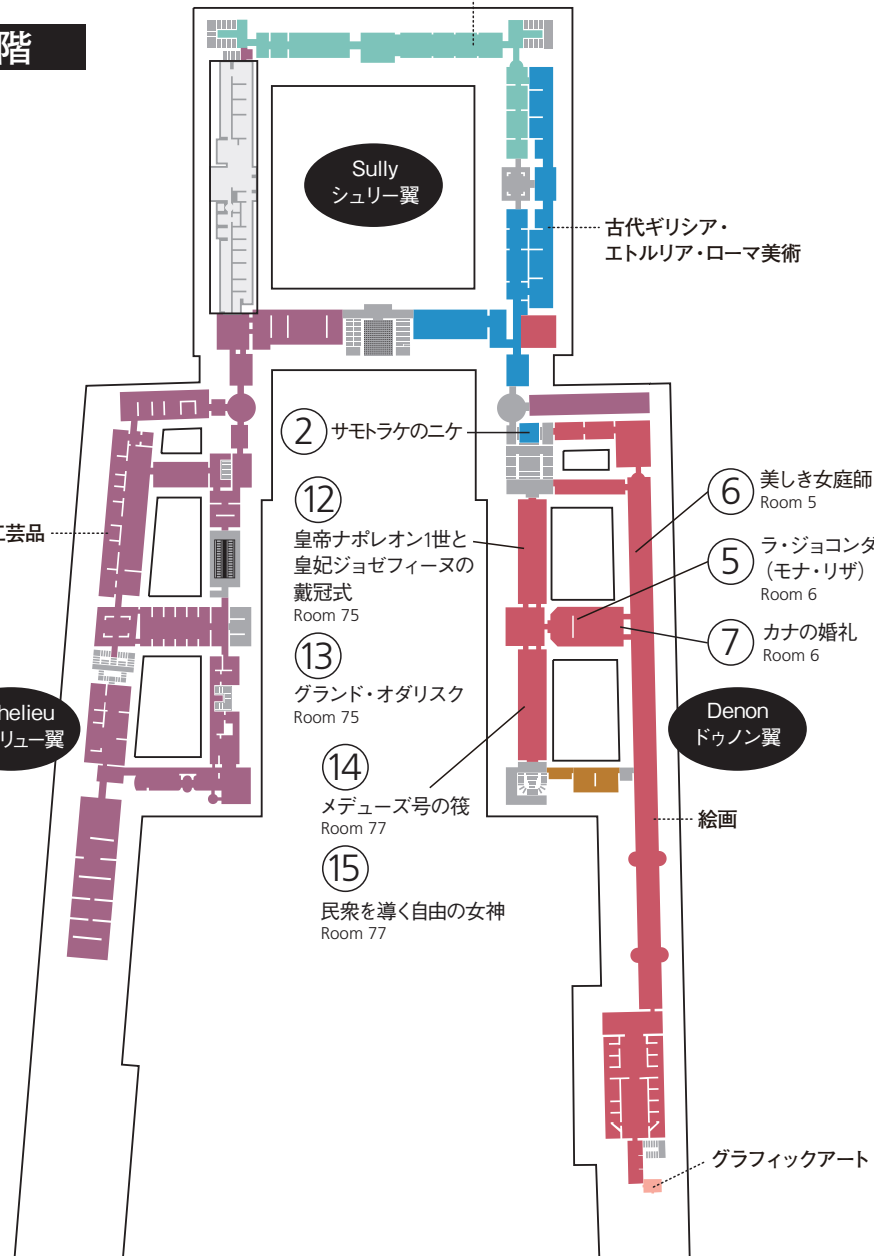 階
Sully
シュリー翼
古代ギリシア・
エトルリア・ローマ美術
② サモトラケのニケ
⑫
皇帝ナポレオン1世と
皇妃ジョゼフィーヌの
戴冠式
Room 75
⑬
グランド・オダリスク
Room 75
⑭
メデューズ号の筏
Room 77
⑮
民衆を導く自由の女神
Room 77
⑥ 美しき女庭師
Room 5
⑤ ラ・ジョコンダ
（モナ・リザ）
Room 6
⑦ カナの婚礼
Room 6
工芸品
helieu
リュー翼
Denon
ドゥノン翼
絵画
グラフィックアート